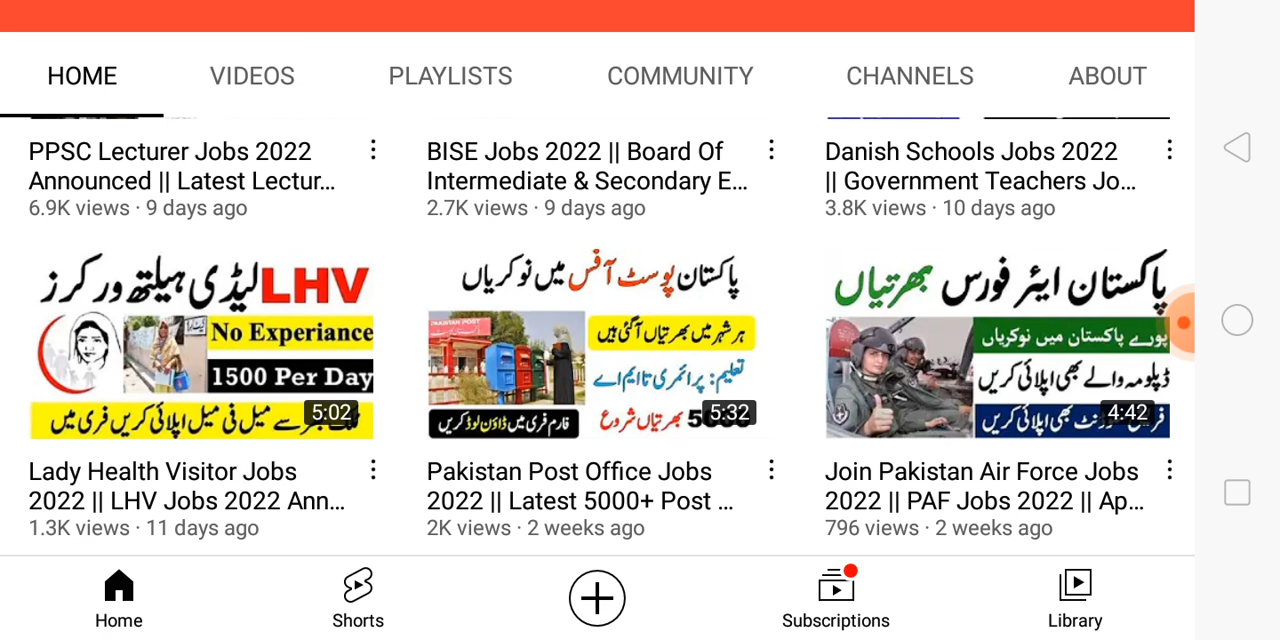 HOME VIDEOS PLAYLISTS COMMUNITY CHANNELS ABOUT
PPSC Lecturer Jobs 2022
Announced || Latest Lectur...
6.9K views · 9 days ago
BISE Jobs 2022 || Board Of
Intermediate & Secondary E...
2.7K views · 9 days ago
Danish Schools Jobs 2022
|| Government Teachers Jo...
3.8K views · 10 days ago
LHV لیڈی ہیلتھ ورکرز
No Experiance
1500 Per Day
سے میل فی میل اپلائی کریں فری میں
5:02
Lady Health Visitor Jobs
2022 || LHV Jobs 2022 Ann...
1.3K views · 11 days ago
پاکستان پوسٹ آفس میں نوکریاں
PAKISTAN POST
ہر شہر میں بھرتیاں آگئی ہیں
تعلیم: پرائمری تا ایم اے
5000 بھرتیاں شروع
فارم فری میں ڈاؤن لوڈ کریں
5:32
Pakistan Post Office Jobs
2022 || Latest 5000+ Post ...
2K views · 2 weeks ago
پاکستان ایئر فورس بھرتیاں
پورے پاکستان میں نوکریاں
ڈپلومہ والے بھی اپلائی کریں
بھی اپلائی کریں
4:42
Join Pakistan Air Force Jobs
2022 || PAF Jobs 2022 || Ap...
796 views · 2 weeks ago
Home Shorts Subscriptions Library